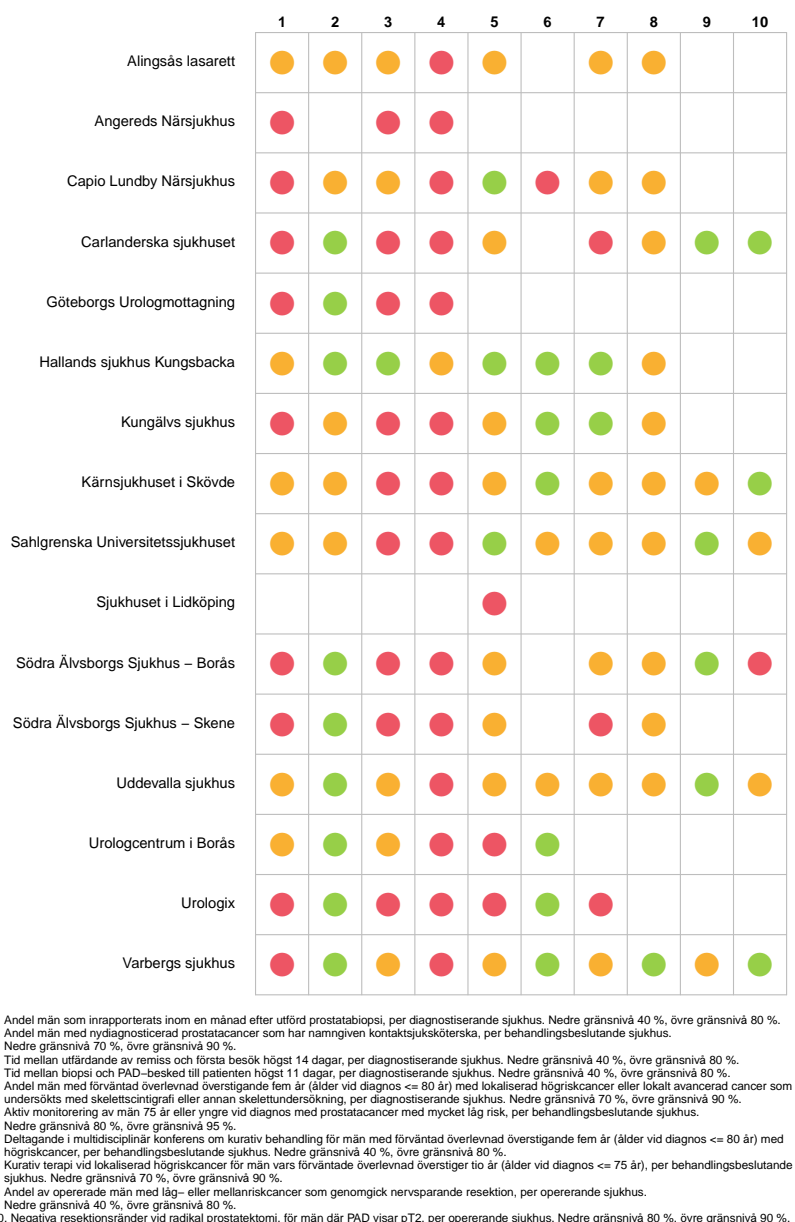 1 2 3 4 5 6 7 8 9 10
Alingsås lasarett
Angereds Närsjukhus
Capio Lundby Närsjukhus
Carlanderska sjukhuset
Göteborgs Urologmottagning
Hallands sjukhus Kungsbacka
Kungälvs sjukhus
Kärnsjukhuset i Skövde
Sahlgrenska Universitetssjukhuset
Sjukhuset i Lidköping
Södra Älvsborgs Sjukhus – Borås
Södra Älvsborgs Sjukhus – Skene
Uddevalla sjukhus
Urologcentrum i Borås
Urologix
Varbergs sjukhus
Andel män som inrapporterats inom en månad efter utförd prostatabiopsi, per diagnostiserande sjukhus. Nedre gränsnivå 40 %, övre gränsnivå 80 %.
Andel män med nydiagnosticerad prostatacancer som har namngiven kontaktsjuksköterska, per behandlingsbeslutande sjukhus.
Nedre gränsnivå 70 %, övre gränsnivå 90 %.
Tid mellan utfärdande av remiss och första besök högst 14 dagar, per diagnostiserande sjukhus. Nedre gränsnivå 40 %, övre gränsnivå 80 %.
Tid mellan biopsi och PAD–besked till patienten högst 11 dagar, per diagnostiserande sjukhus. Nedre gränsnivå 40 %, övre gränsnivå 80 %.
Andel män med förväntad överlevnad överstigande fem år (ålder vid diagnos <= 80 år) med lokaliserad högriskcancer eller lokalt avancerad cancer som
undersökts med skelettscintigrafi eller annan skelettundersökning, per diagnostiserande sjukhus. Nedre gränsnivå 70 %, övre gränsnivå 90 %.
Aktiv monitorering av män 75 år eller yngre vid diagnos med prostatacancer med mycket låg risk, per behandlingsbeslutande sjukhus.
Nedre gränsnivå 80 %, övre gränsnivå 95 %.
Deltagande i multidisciplinär konferens om kurativ behandling för män med förväntad överlevnad överstigande fem år (ålder vid diagnos <= 80 år) med
högriskcancer, per behandlingsbeslutande sjukhus. Nedre gränsnivå 40 %, övre gränsnivå 80 %.
Kurativ terapi vid lokaliserad högriskcancer för män vars förväntade överlevnad överstiger tio år (ålder vid diagnos <= 75 år), per behandlingsbeslutande
sjukhus. Nedre gränsnivå 70 %, övre gränsnivå 90 %.
Andel av opererade män med låg– eller mellanriskcancer som genomgick nervsparande resektion, per opererande sjukhus.
Nedre gränsnivå 40 %, övre gränsnivå 80 %.
0. Negativa resektionsränder vid radikal prostatektomi, för män där PAD visar pT2, per opererande sjukhus. Nedre gränsnivå 80 %, övre gränsnivå 90 %.